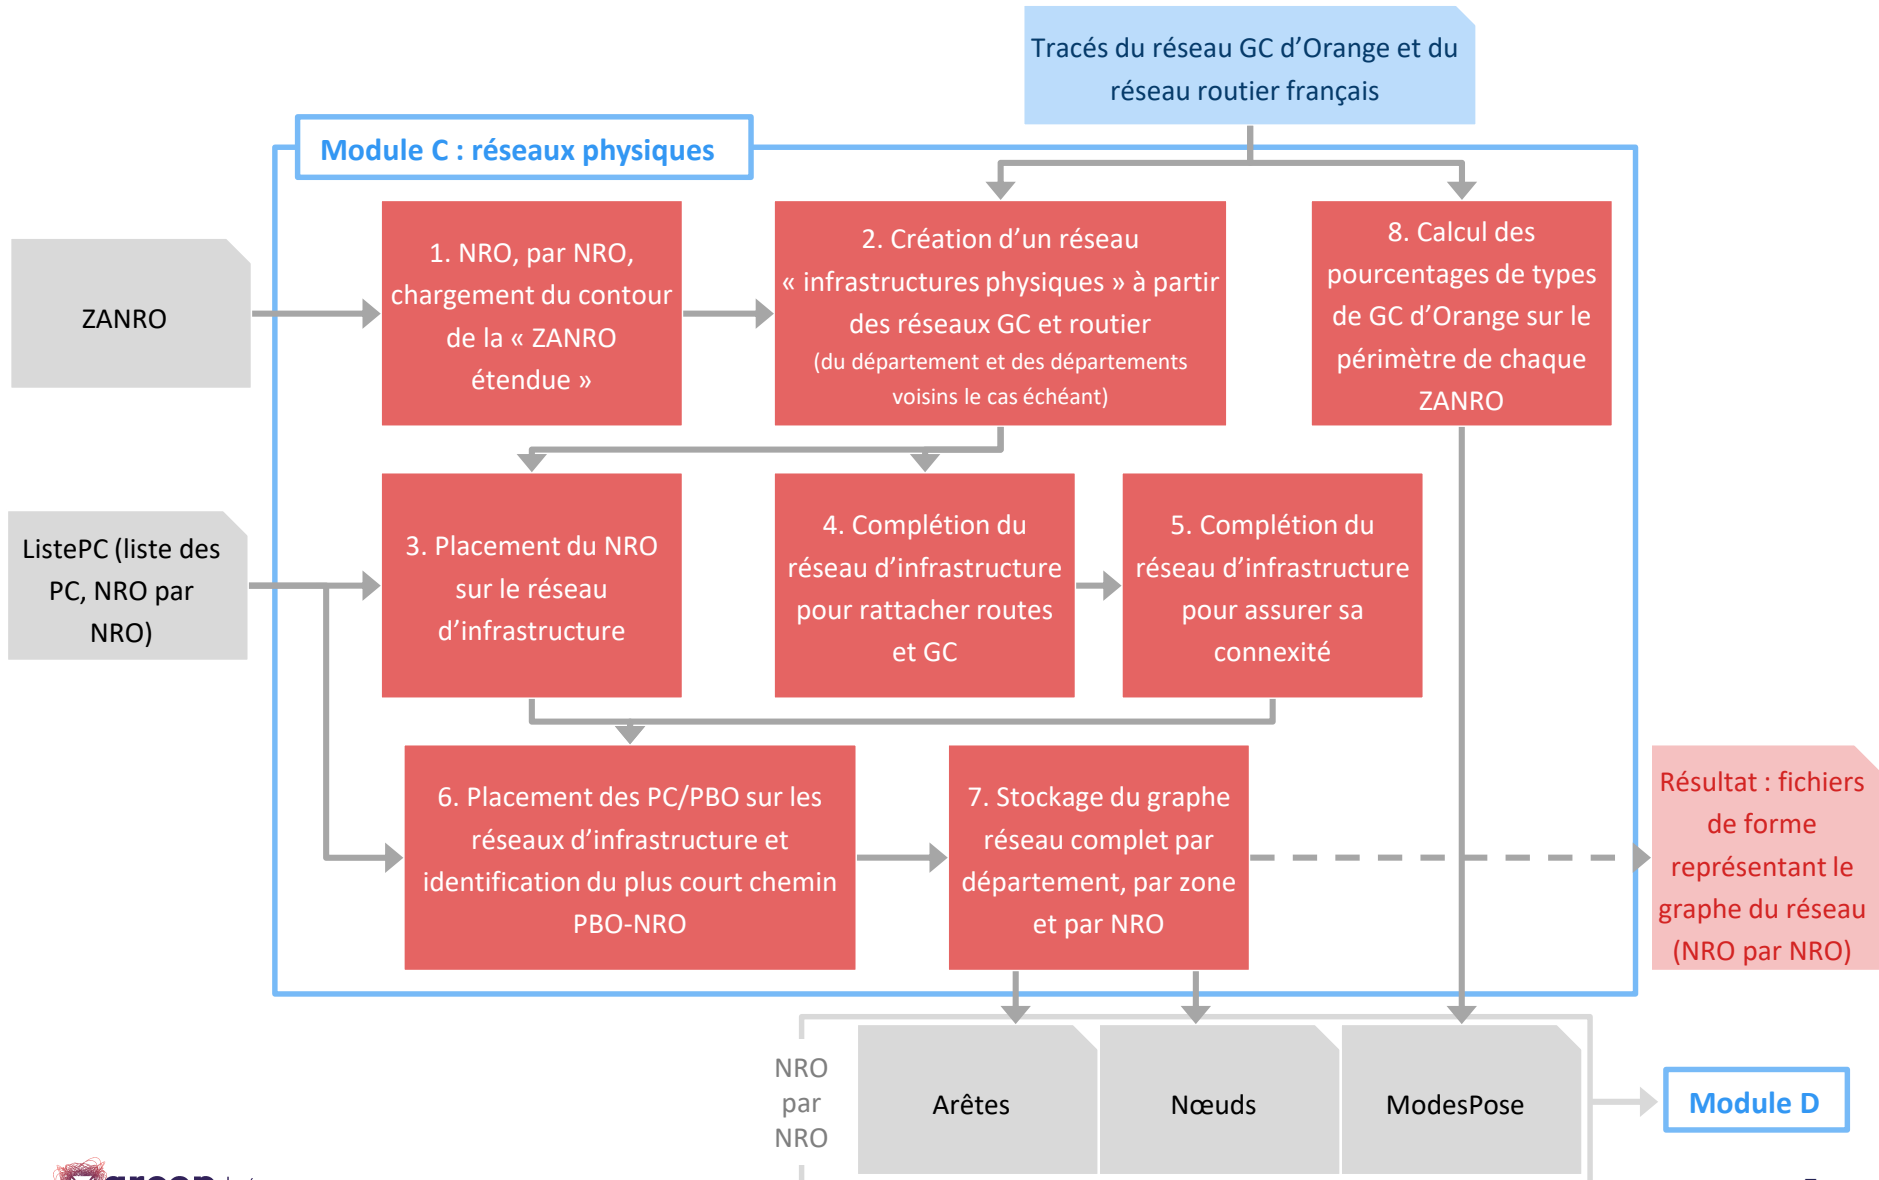 Tracés du réseau GC d’Orange et du
réseau routier français
Module C : réseaux physiques
ZANRO
1. NRO, par NRO,
chargement du contour
de la « ZANRO
étendue »
2. Création d’un réseau
« infrastructures physiques » à partir
des réseaux GC et routier
(du département et des départements
voisins le cas échéant)
8. Calcul des
pourcentages de types
de GC d’Orange sur le
périmètre de chaque
ZANRO
ListePC (liste des
PC, NRO par
NRO)
3. Placement du NRO
sur le réseau
d’infrastructure
4. Complétion du
réseau d’infrastructure
pour rattacher routes
et GC
5. Complétion du
réseau d’infrastructure
pour assurer sa
connexité
6. Placement des PC/PBO sur les
réseaux d’infrastructure et
identification du plus court chemin
PBO-NRO
7. Stockage du graphe
réseau complet par
département, par zone
et par NRO
Résultat : fichiers
de forme
représentant le
graphe du réseau
(NRO par NRO)
NRO
par
NRO
Arêtes
Nœuds
ModesPose
Module D
arcep